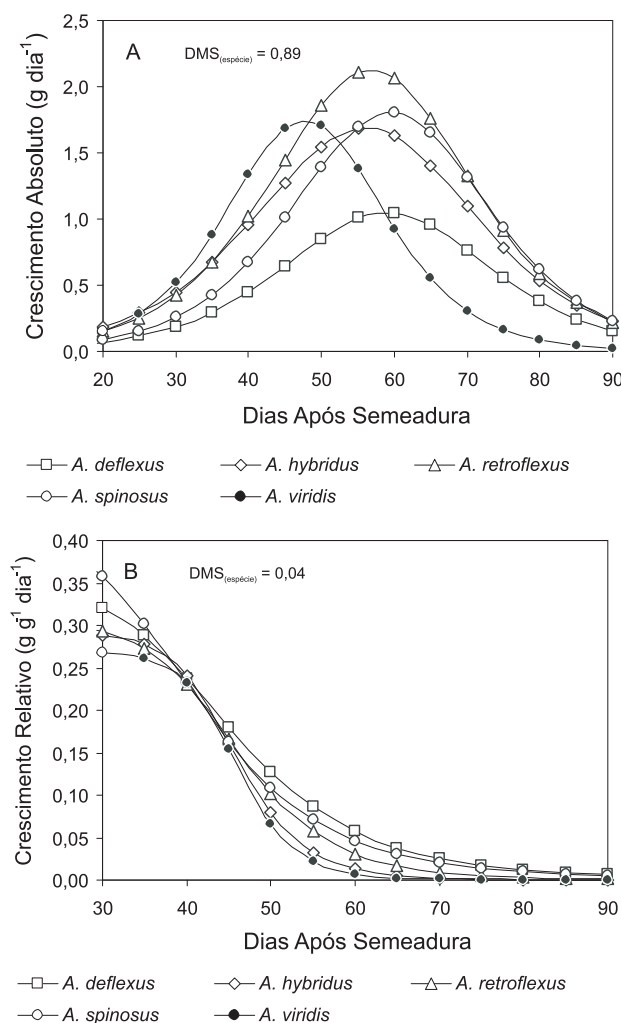 A
DMS(espécie) = 0,89
Crescimento Absoluto (g dia-1)
3,0
2,5
2,0
1,5
1,0
0,5
0,0
20 30 40 50 60 70 80 90
Dias Após Semeadura
A. deflexus A. hybridus A. retroflexus
A. spinosus A. viridis
B
DMS(espécie) = 0,04
Crescimento Relativo (g g-1 dia-1)
0,40
0,35
0,30
0,25
0,20
0,15
0,10
0,05
0,00
30 40 50 60 70 80 90
Dias Após Semeadura
A. deflexus A. hybridus A. retroflexus
A. spinosus A. viridis